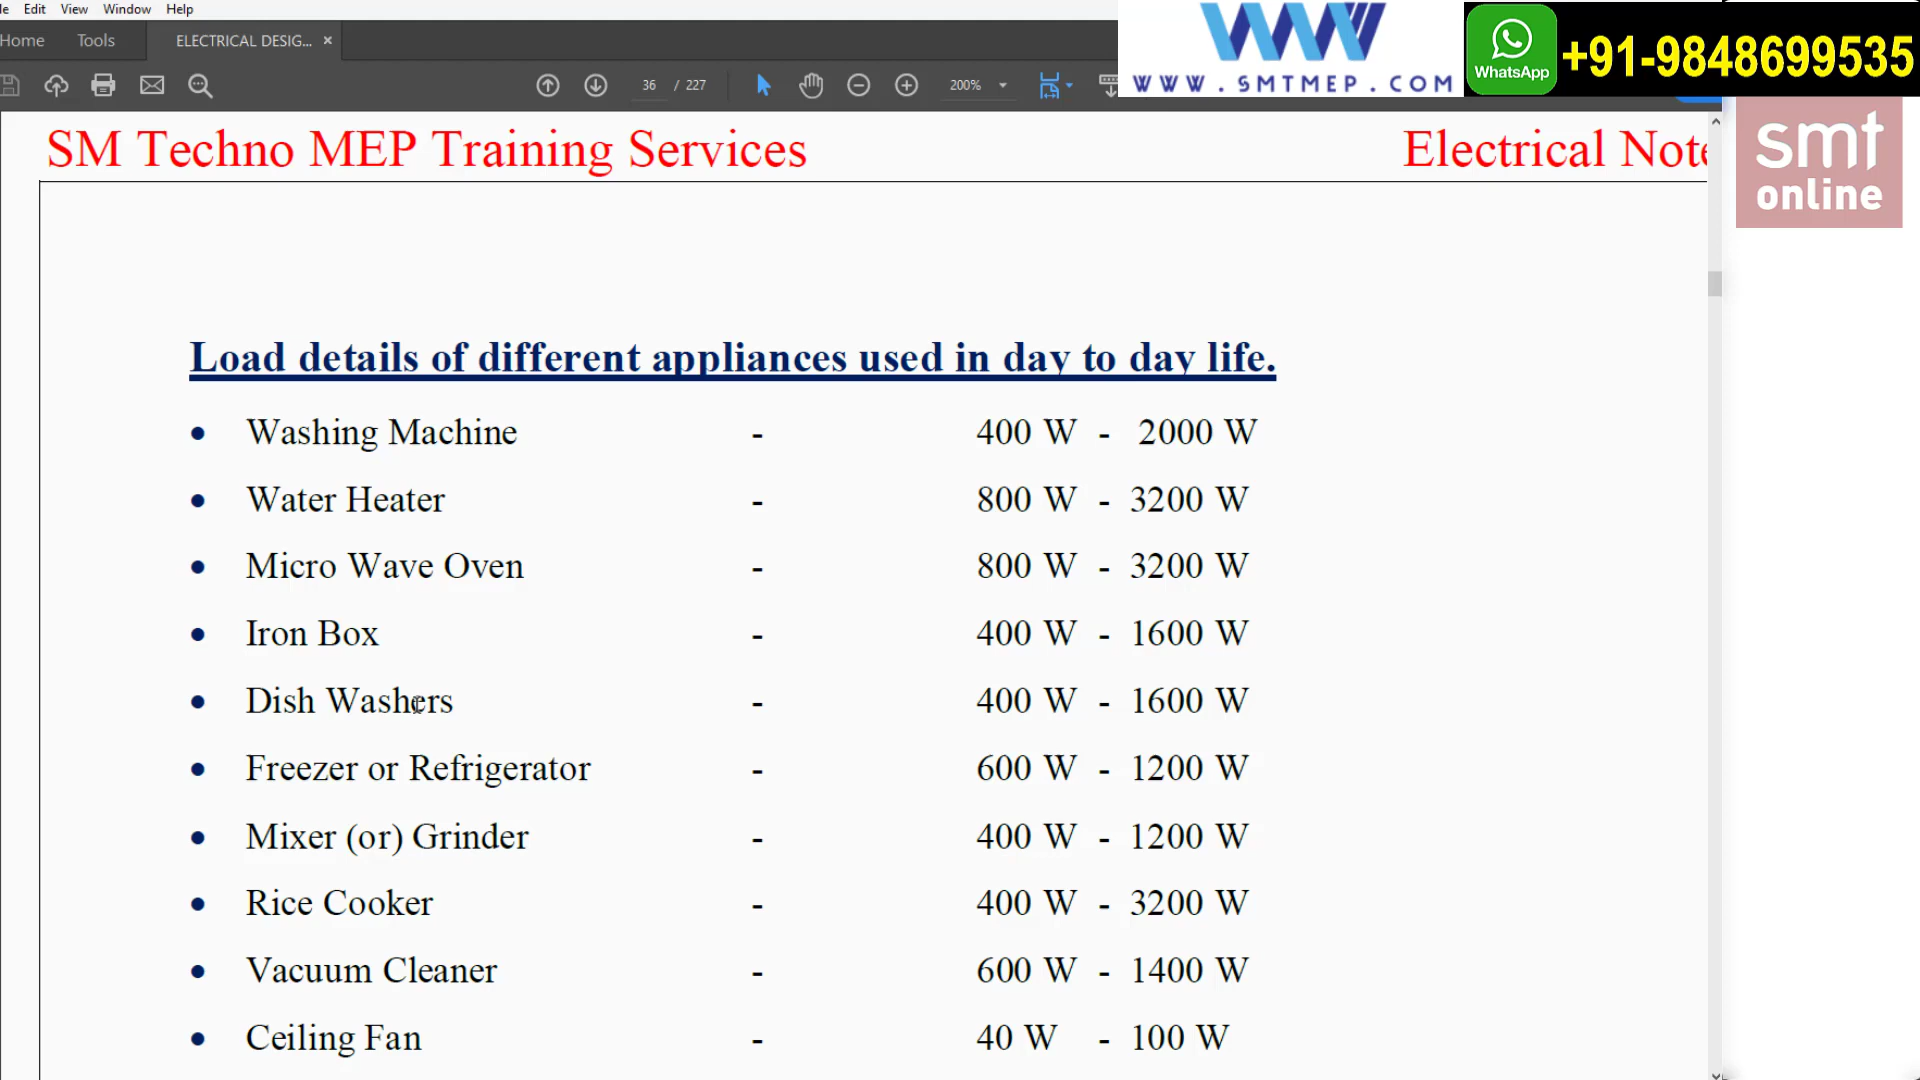 le Edit View Window Help
Home Tools ELECTRICAL DESIG... ×
36 / 227 200%
WWW.SMTMEP.COM
WhatsApp
+91-9848699535
SM Techno MEP Training Services Electrical Note
smt
online
Load details of different appliances used in day to day life.
• Washing Machine - 400 W - 2000 W
• Water Heater - 800 W - 3200 W
• Micro Wave Oven - 800 W - 3200 W
• Iron Box - 400 W - 1600 W
• Dish Washers - 400 W - 1600 W
• Freezer or Refrigerator - 600 W - 1200 W
• Mixer (or) Grinder - 400 W - 1200 W
• Rice Cooker - 400 W - 3200 W
• Vacuum Cleaner - 600 W - 1400 W
• Ceiling Fan - 40 W - 100 W